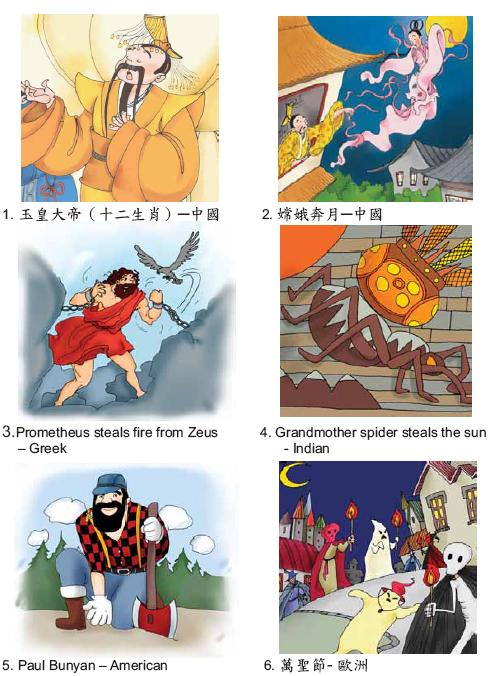 1. 玉皇大帝（十二生肖）—中國
2. 嫦娥奔月—中國
3.Prometheus steals fire from Zeus
– Greek
4. Grandmother spider steals the sun
- Indian
5. Paul Bunyan – American
6. 萬聖節- 歐洲